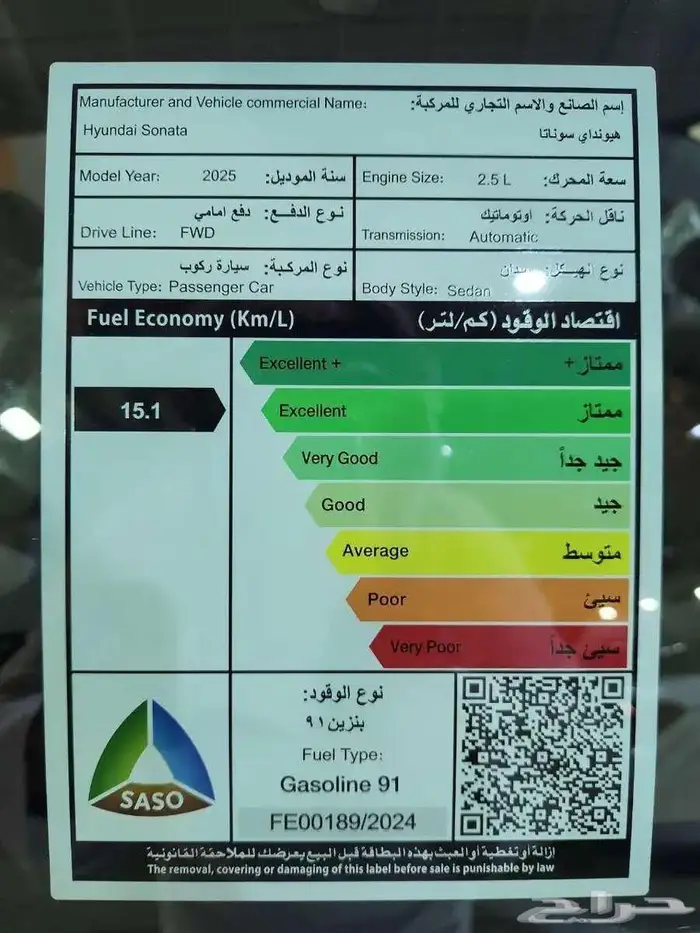 Manufacturer and Vehicle commercial Name: إسم الصانع والاسم التجاري للمركبة:
Hyundai Sonata هيونداي سوناتا
Model Year: 2025 سنة الموديل:
Engine Size: 2.5 L سعة المحرك:
نوع الدفع: دفع امامي
Drive Line: FWD
ناقل الحركة: اوتوماتيك
Transmission: Automatic
نوع المركبة: سيارة ركوب
Vehicle Type: Passenger Car
نوع الهيكل: سدان
Body Style: Sedan
Fuel Economy (Km/L) اقتصاد الوقود (كم/لتر)
15.1
Excellent + ممتاز+
Excellent ممتاز
Very Good جيد جداً
Good جيد
Average متوسط
Poor سيئ
Very Poor سيئ جداً
SASO
نوع الوقود:
بنزين ٩١
Fuel Type:
Gasoline 91
FE00189/2024
إزالة أو تغطية أو العبث بهذه البطاقة قبل البيع يعرضك للملاحقة القانونية
The removal, covering or damaging of this label before sale is punishable by law
حراج